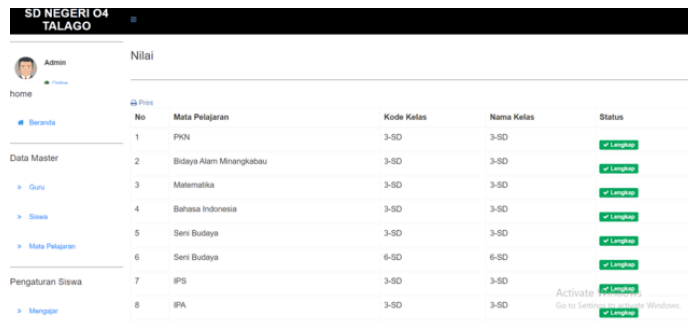 SD NEGERI O4
TALAGO
Admin
Online
home
Beranda
Data Master
» Guru
» Siswa
» Mata Pelajaran
Pengaturan Siswa
» Mengajar
Nilai
Print
No Mata Pelajaran Kode Kelas Nama Kelas Status
1 PKN 3-SD 3-SD Lengkap
2 Bidaya Alam Minangkabau 3-SD 3-SD Lengkap
3 Matematika 3-SD 3-SD Lengkap
4 Bahasa Indonesia 3-SD 3-SD Lengkap
5 Seni Budaya 3-SD 3-SD Lengkap
6 Seni Budaya 6-SD 6-SD Lengkap
7 IPS 3-SD 3-SD Lengkap
8 IPA 3-SD 3-SD Lengkap
Activate Windows
Go to Settings to activate Windows.